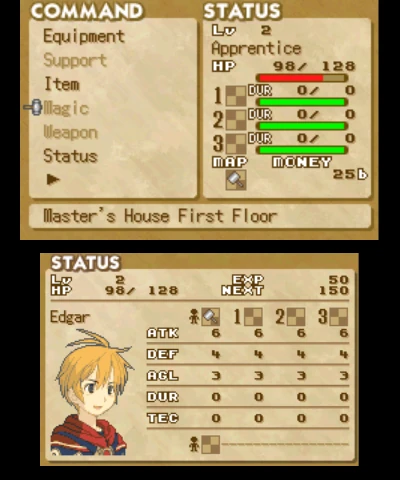 COMMAND
Equipment
Support
Item
Magic
Weapon
Status
STATUS
Lv 2
Apprentice
HP 98/ 128
1 DUR 0/ 0
2 DUR 0/ 0
3 DUR 0/ 0
MAP MONEY
25b
Master's House First Floor
STATUS
Lv 2 EXP 50
HP 98/ 128 NEXT 150
Edgar 1 2 3
ATK 6 6 6 6
DEF 4 4 4 4
AGL 3 3 3 3
DUR 0 0 0 0
TEC 0 0 0 0